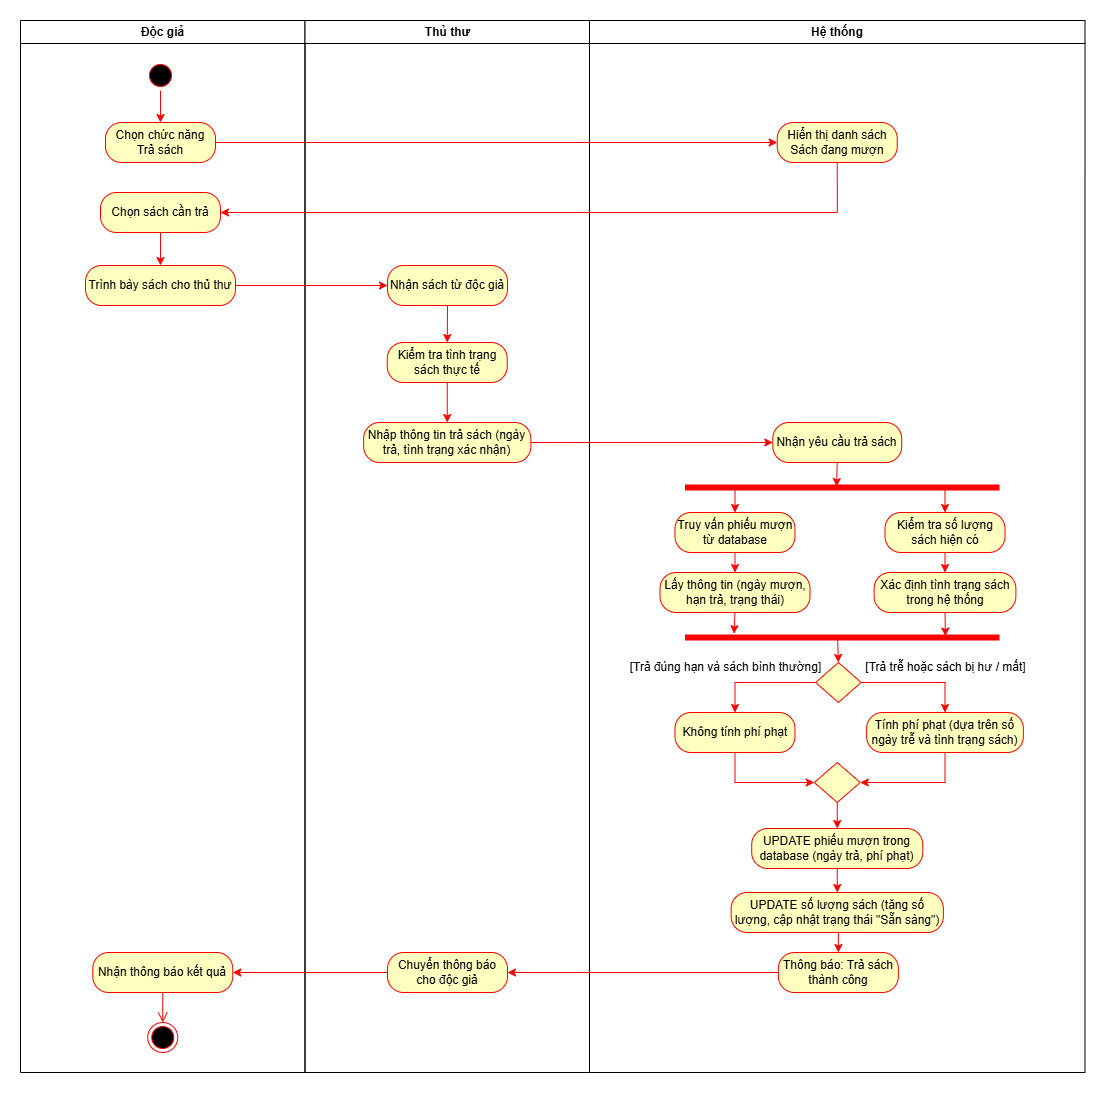 Độc giả
Thủ thư
Hệ thống
Chọn chức năng
Trả sách
Hiển thị danh sách
Sách đang mượn
Chọn sách cần trả
Trình bày sách cho thủ thư
Nhận sách từ độc giả
Kiểm tra tình trạng
sách thực tế
Nhập thông tin trả sách (ngày
trả, tình trạng xác nhận)
Nhận yêu cầu trả sách
Truy vấn phiếu mượn
từ database
Kiểm tra số lượng
sách hiện có
Lấy thông tin (ngày mượn,
hạn trả, trạng thái)
Xác định tình trạng sách
trong hệ thống
[Trả đúng hạn và sách bình thường]
[Trả trễ hoặc sách bị hư / mất]
Không tính phí phạt
Tính phí phạt (dựa trên số
ngày trễ và tình trạng sách)
UPDATE phiếu mượn trong
database (ngày trả, phí phạt)
UPDATE số lượng sách (tăng số
lượng, cập nhật trạng thái "Sẵn sàng")
Nhận thông báo kết quả
Chuyển thông báo
cho độc giả
Thông báo: Trả sách
thành công